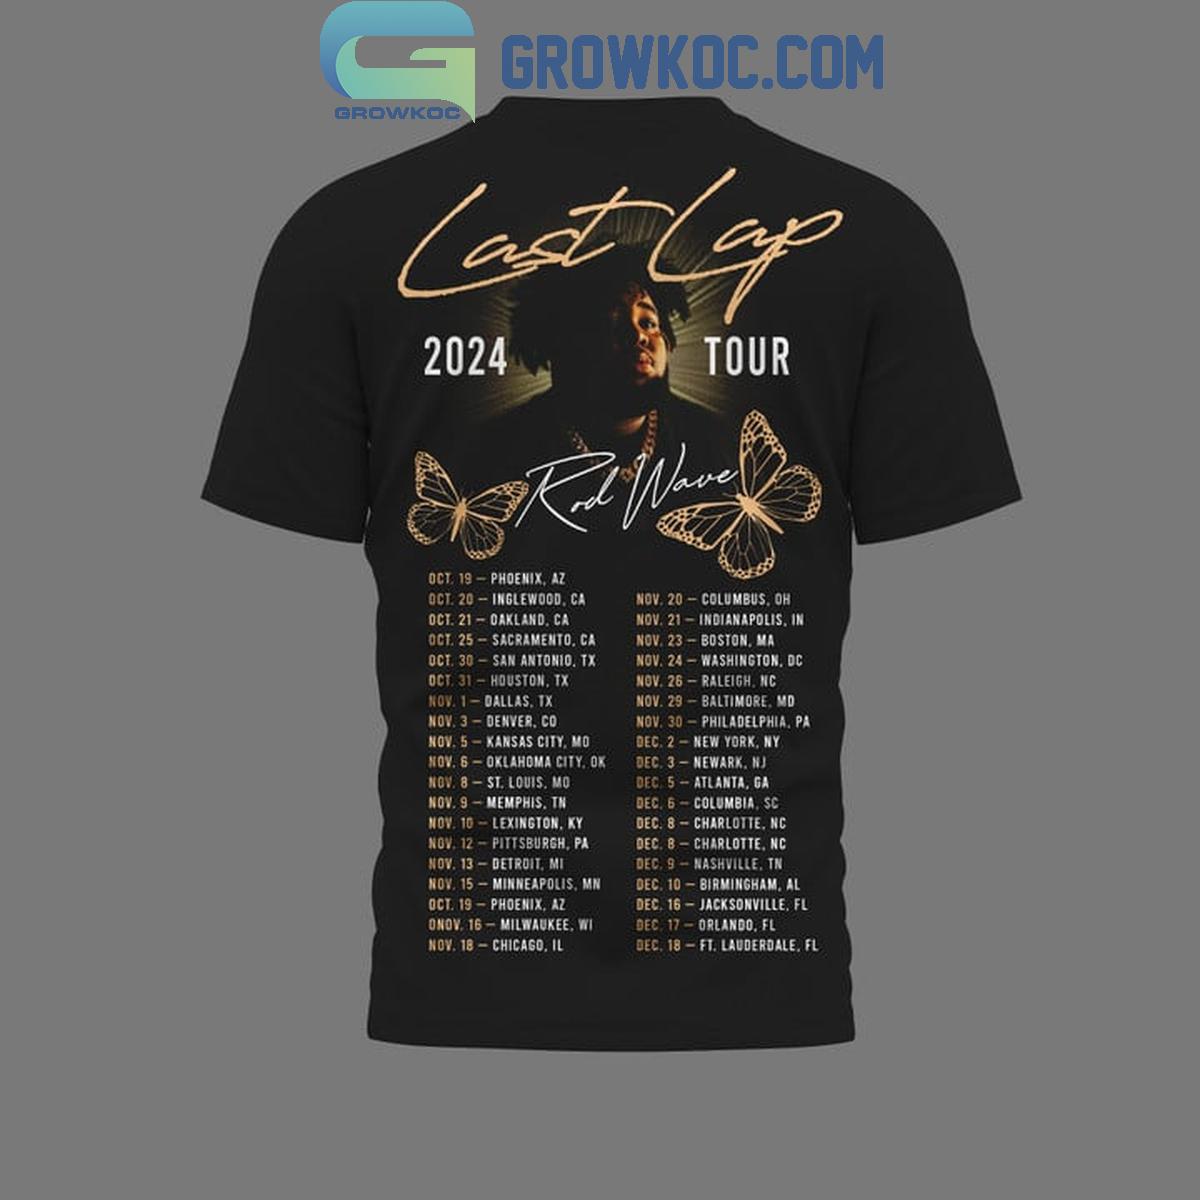 GROWKOC
GROWKOC.COM
Last Lap
2024 TOUR
Rod Wave
OCT. 19 – PHOENIX, AZ
OCT. 20 – INGLEWOOD, CA
OCT. 21 – OAKLAND, CA
OCT. 25 – SACRAMENTO, CA
OCT. 30 – SAN ANTONIO, TX
OCT. 31 – HOUSTON, TX
NOV. 1 – DALLAS, TX
NOV. 3 – DENVER, CO
NOV. 5 – KANSAS CITY, MO
NOV. 6 – OKLAHOMA CITY, OK
NOV. 8 – ST. LOUIS, MO
NOV. 9 – MEMPHIS, TN
NOV. 10 – LEXINGTON, KY
NOV. 12 – PITTSBURGH, PA
NOV. 13 – DETROIT, MI
NOV. 15 – MINNEAPOLIS, MN
OCT. 19 – PHOENIX, AZ
ONOV. 16 – MILWAUKEE, WI
NOV. 18 – CHICAGO, IL
NOV. 20 – COLUMBUS, OH
NOV. 21 – INDIANAPOLIS, IN
NOV. 23 – BOSTON, MA
NOV. 24 – WASHINGTON, DC
NOV. 26 – RALEIGH, NC
NOV. 29 – BALTIMORE, MD
NOV. 30 – PHILADELPHIA, PA
DEC. 2 – NEW YORK, NY
DEC. 3 – NEWARK, NJ
DEC. 5 – ATLANTA, GA
DEC. 6 – COLUMBIA, SC
DEC. 8 – CHARLOTTE, NC
DEC. 8 – CHARLOTTE, NC
DEC. 9 – NASHVILLE, TN
DEC. 10 – BIRMINGHAM, AL
DEC. 16 – JACKSONVILLE, FL
DEC. 17 – ORLANDO, FL
DEC. 18 – FT. LAUDERDALE, FL